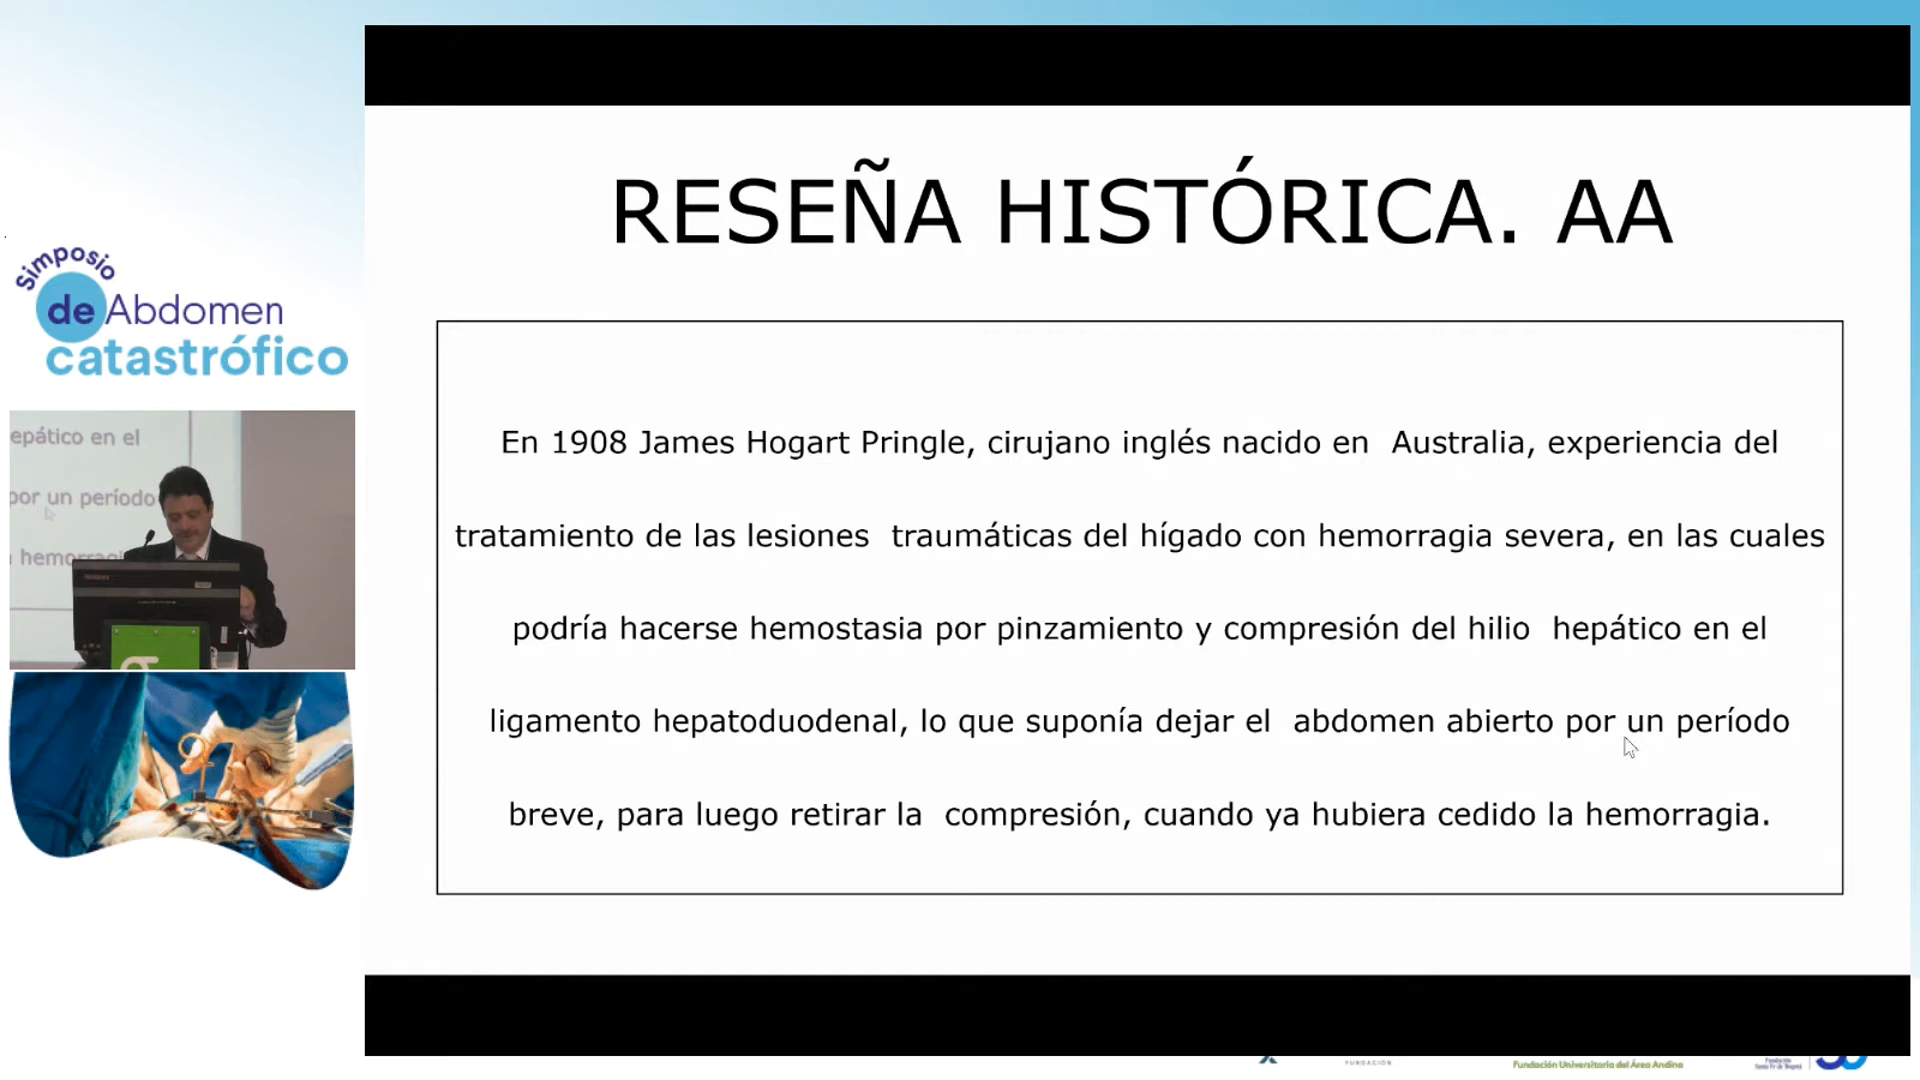 RESEÑA HISTÓRICA. AA
Simposio
de Abdomen
catastrófico
epático en el
por un período
hemorragi
En 1908 James Hogart Pringle, cirujano inglés nacido en Australia, experiencia del
tratamiento de las lesiones traumáticas del hígado con hemorragia severa, en las cuales
podría hacerse hemostasia por pinzamiento y compresión del hilio hepático en el
ligamento hepatoduodenal, lo que suponía dejar el abdomen abierto por un período
breve, para luego retirar la compresión, cuando ya hubiera cedido la hemorragia.
FUNDACIÓN
Fundación Universitaria del Área Andina